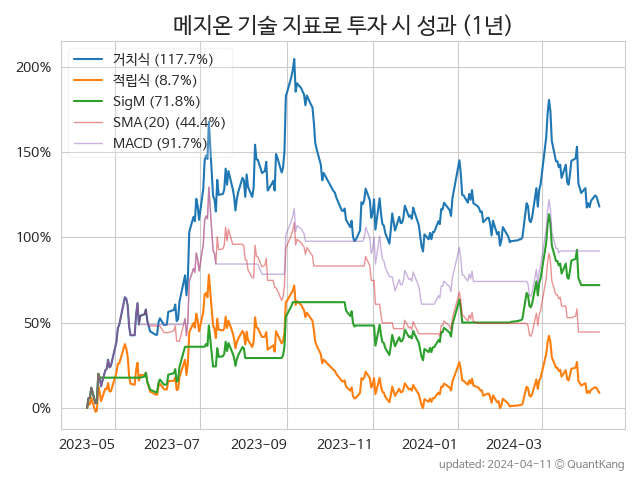 메지온 기술 지표로 투자 시 성과 (1년)
거치식 (117.7%)
적립식 (8.7%)
SigM (71.8%)
SMA(20) (44.4%)
MACD (91.7%)
200%
150%
100%
50%
0%
2023-05 2023-07 2023-09 2023-11 2024-01 2024-03
updated: 2024-04-11 © QuantKang